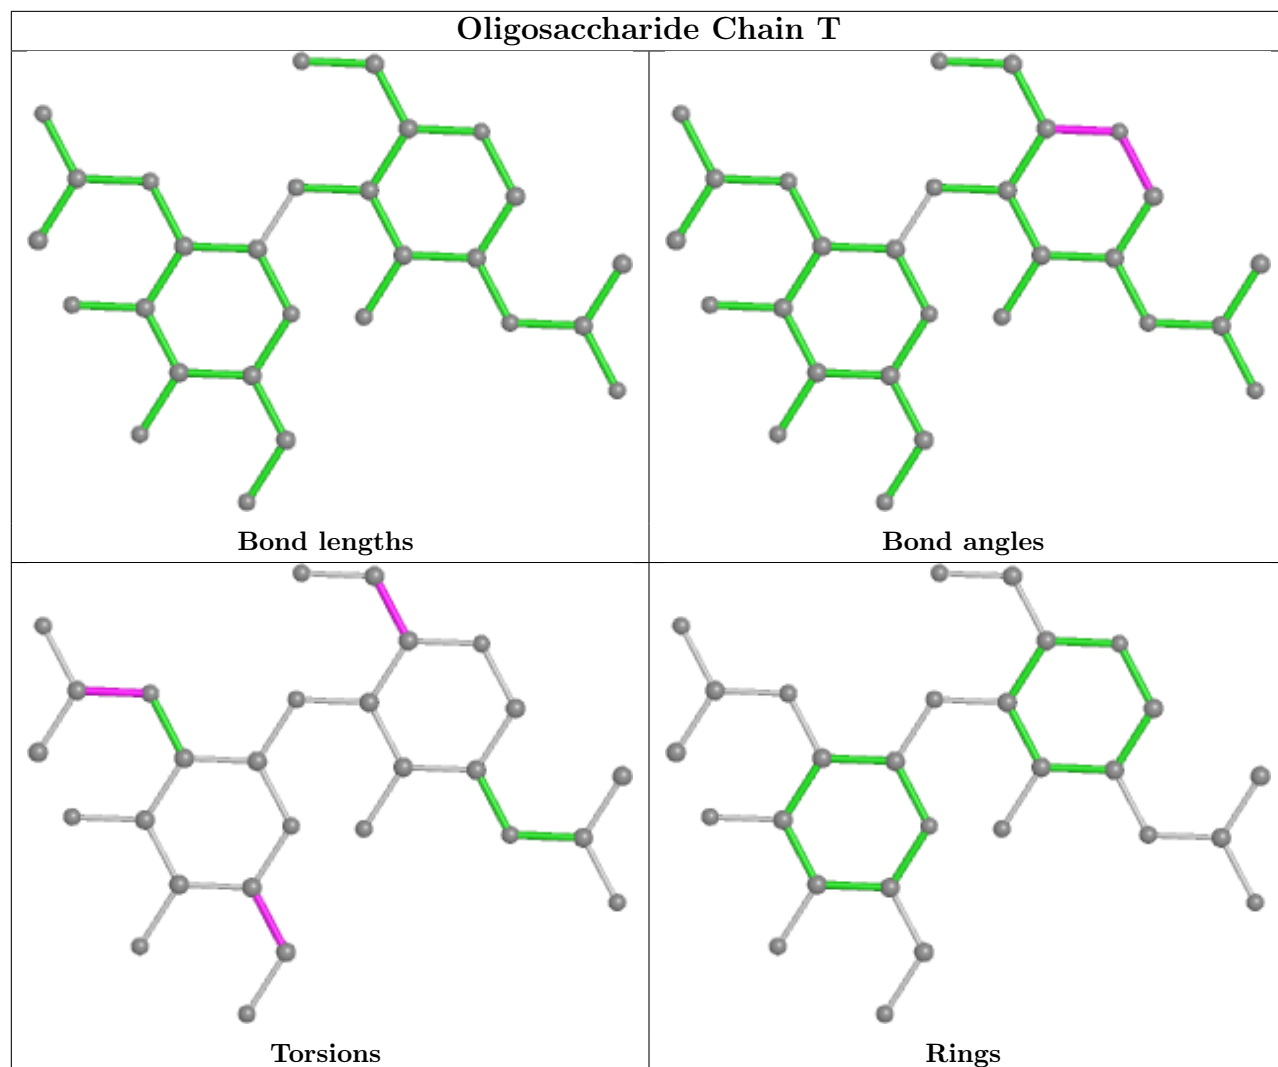 Oligosaccharide Chain T
Bond lengths
Bond angles
Torsions
Rings